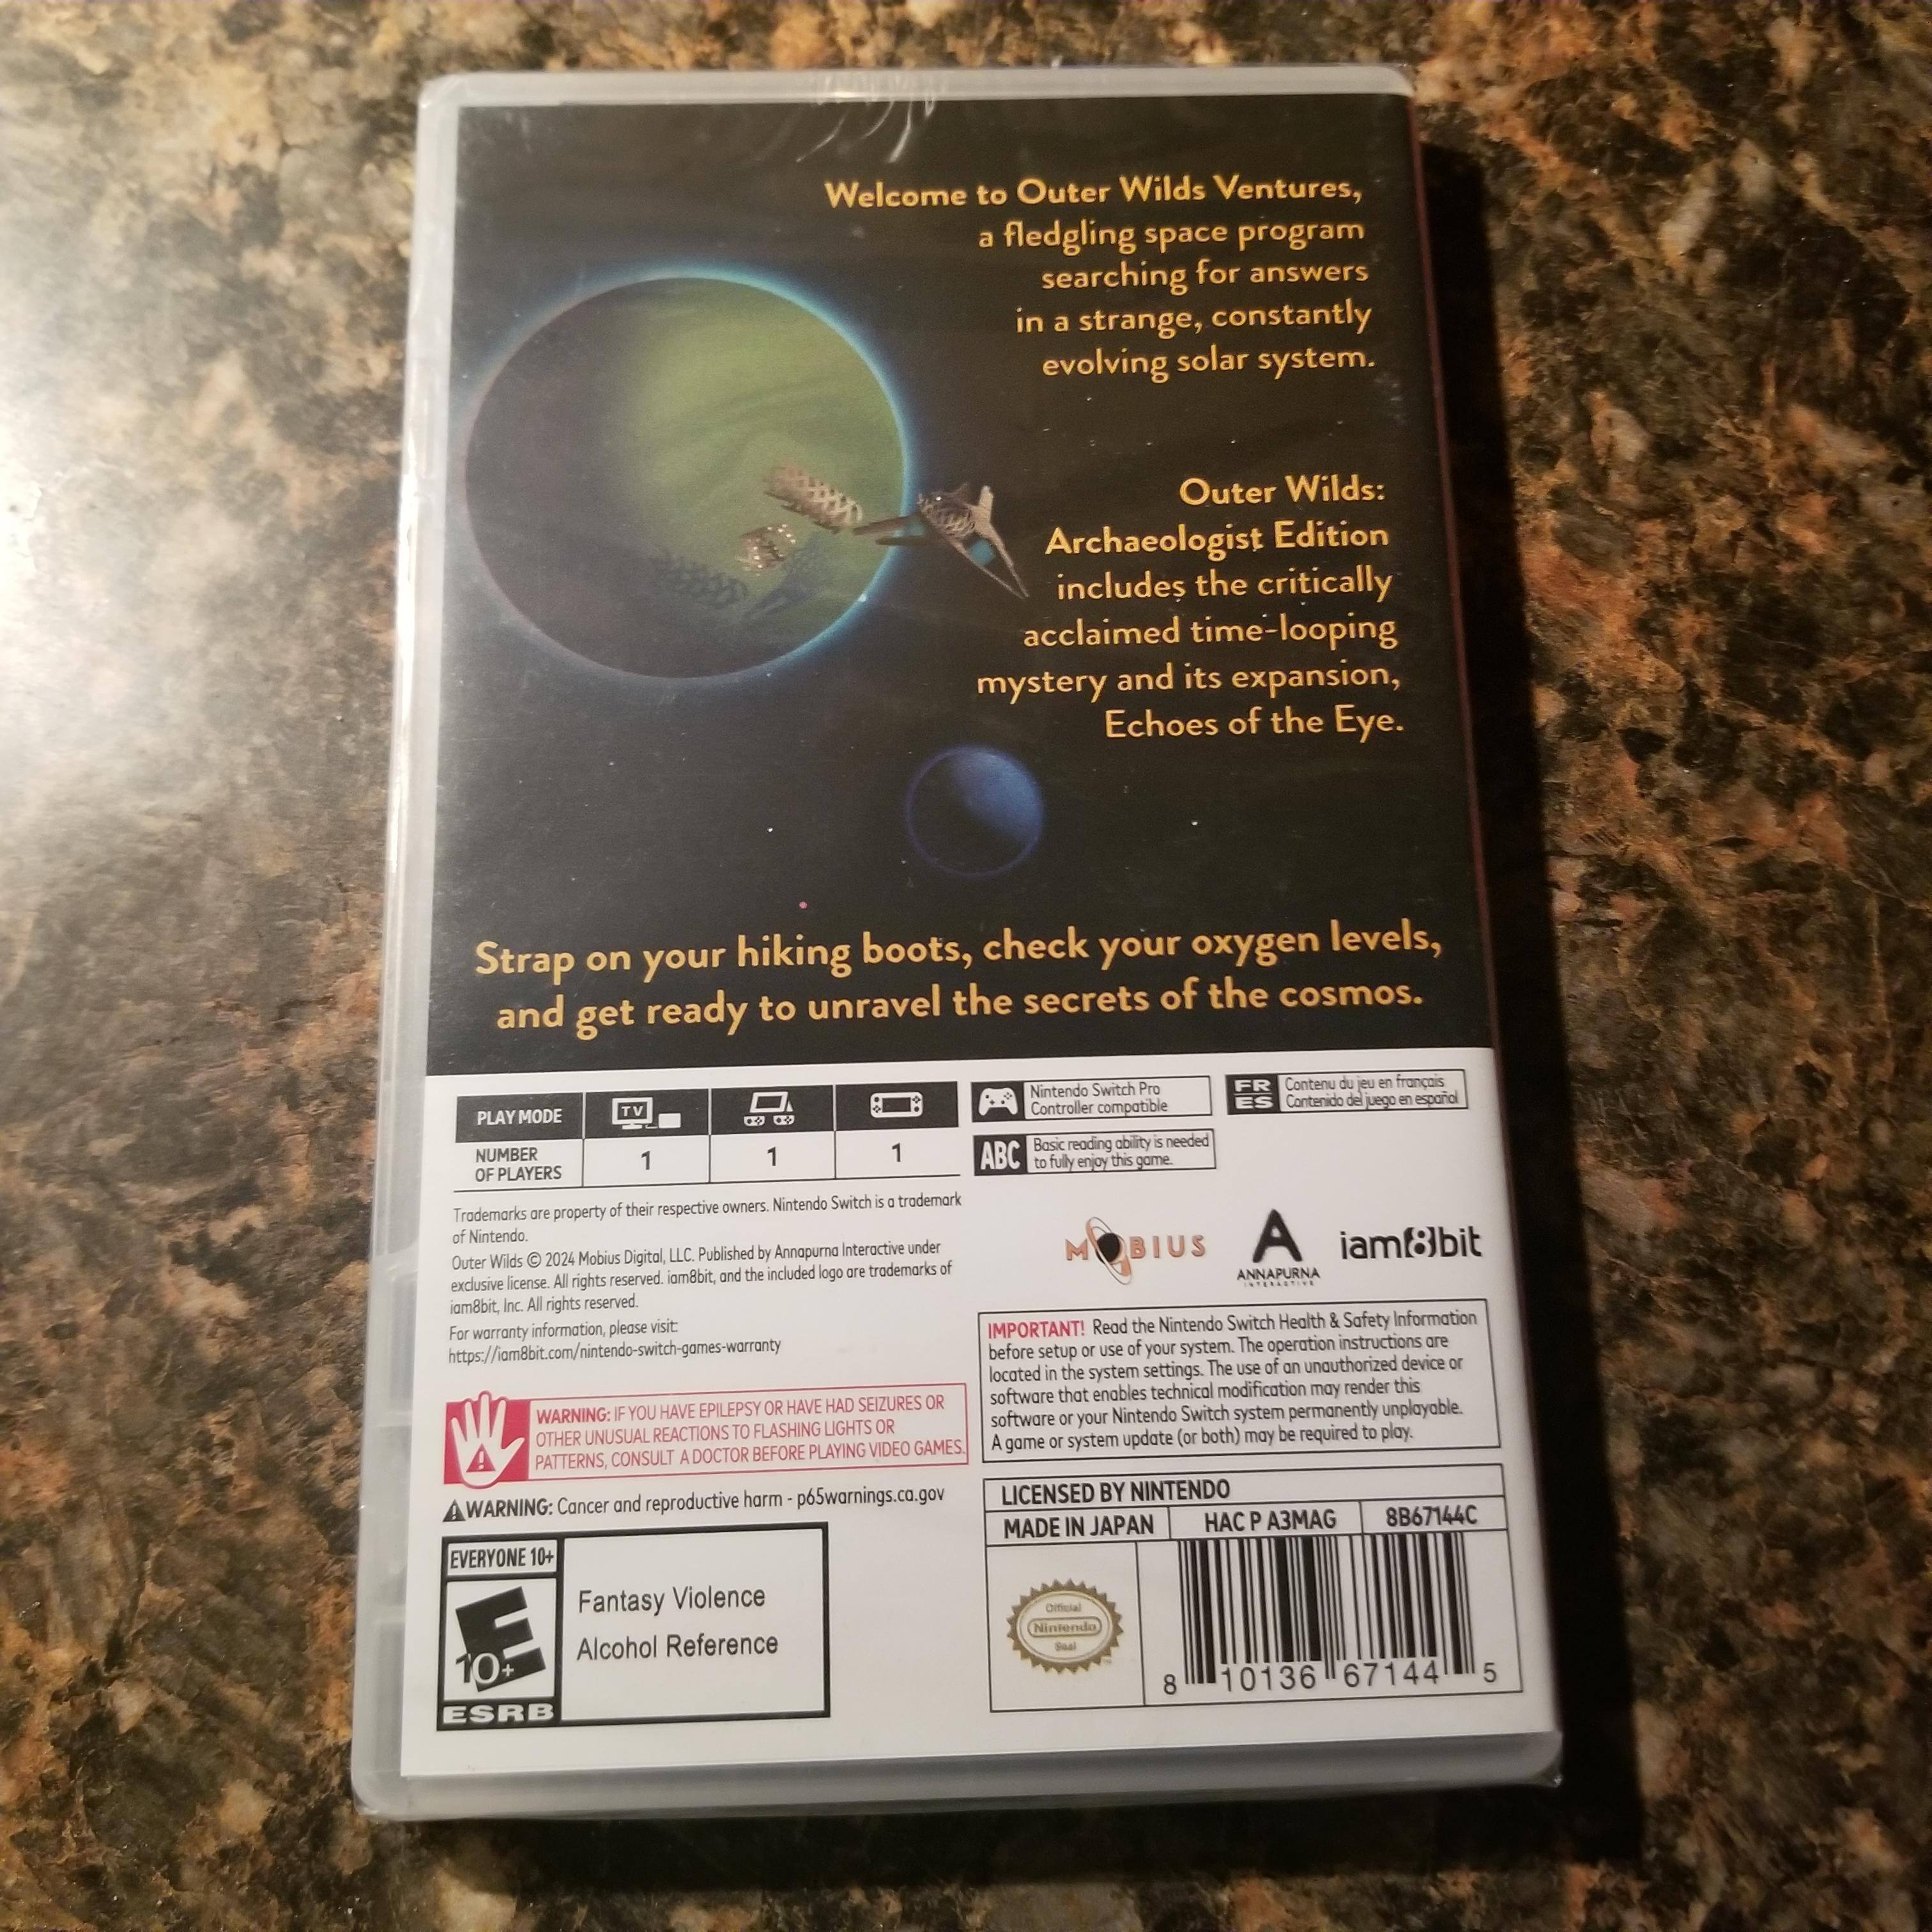 Welcome to Outer Wilds Ventures,
a fledgling space program
searching for answers
in a strange, constantly
evolving solar system.
Outer Wilds:
Archaeologist Edition
includes the critically
acclaimed time-looping
mystery and its expansion,
Echoes of the Eye.
Strap on your hiking boots, check your oxygen levels,
and get ready to unravel the secrets of the cosmos.
PLAY MODE
TV
NUMBER
OF PLAYERS
1
1
1
Nintendo Switch Pro
Controller compatible
FR
ES
Contenu du jeu en français
Contenido del juego en español
ABC
Basic reading ability is needed
to fully enjoy this game.
Trademarks are property of their respective owners. Nintendo Switch is a trademark
of Nintendo.
Outer Wilds © 2024 Mobius Digital, LLC. Published by Annapurna Interactive under
exclusive license. All rights reserved. iam8bit, and the included logo are trademarks of
iam8bit, Inc. All rights reserved.
For warranty information, please visit:
https://iam8bit.com/nintendo-switch-games-warranty
MOBIUS
ANNAPURNA
INTERACTIVE
iam8bit
WARNING: IF YOU HAVE EPILEPSY OR HAVE HAD SEIZURES OR
OTHER UNUSUAL REACTIONS TO FLASHING LIGHTS OR
PATTERNS, CONSULT A DOCTOR BEFORE PLAYING VIDEO GAMES.
WARNING: Cancer and reproductive harm - p65warnings.ca.gov
IMPORTANT! Read the Nintendo Switch Health & Safety Information
before setup or use of your system. The operation instructions are
located in the system settings. The use of an unauthorized device or
software that enables technical modification may render this
software or your Nintendo Switch system permanently unplayable.
A game or system update (or both) may be required to play.
EVERYONE 10+
E
10+
ESRB
Fantasy Violence
Alcohol Reference
LICENSED BY NINTENDO
MADE IN JAPAN
HAC P A3MAG
8B67144C
Official
Nintendo
Seal
8 10136 67144 5